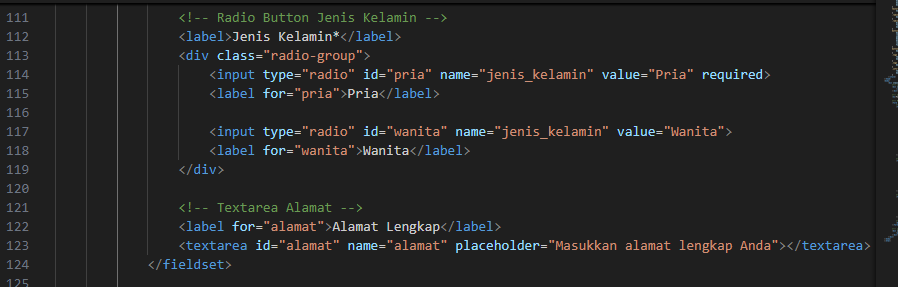 111 <!-- Radio Button Jenis Kelamin -->
112 <label>Jenis Kelamin*</label>
113 <div class="radio-group">
114 <input type="radio" id="pria" name="jenis_kelamin" value="Pria" required>
115 <label for="pria">Pria</label>
116
117 <input type="radio" id="wanita" name="jenis_kelamin" value="Wanita">
118 <label for="wanita">Wanita</label>
119 </div>
120
121 <!-- Textarea Alamat -->
122 <label for="alamat">Alamat Lengkap</label>
123 <textarea id="alamat" name="alamat" placeholder="Masukkan alamat lengkap Anda"></textarea>
124 </fieldset>
125